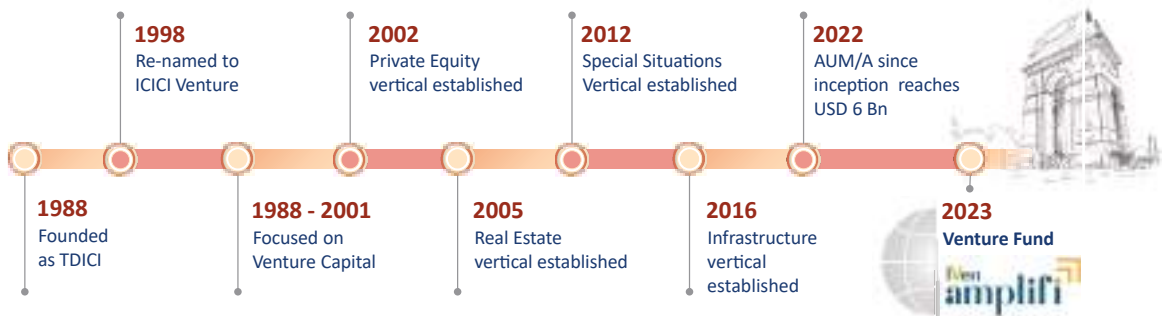 1998
Re-named to
ICICI Venture
2002
Private Equity
vertical established
2012
Special Situations
Vertical established
2022
AUM/A since
inception reaches
USD 6 Bn
1988
Founded
as TDICI
1988 - 2001
Focused on
Venture Capital
2005
Real Estate
vertical established
2016
Infrastructure
vertical
established
2023
Venture Fund
iVen
amplifi